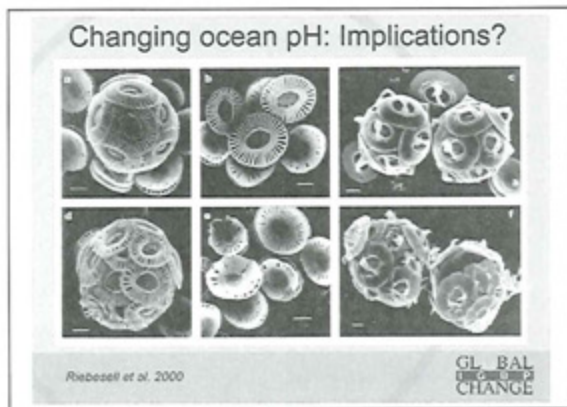 Changing ocean pH: Implications?
a
b
c
d
e
f
Riebesell et al. 2000
GL BAL
I G B P
CHANGE